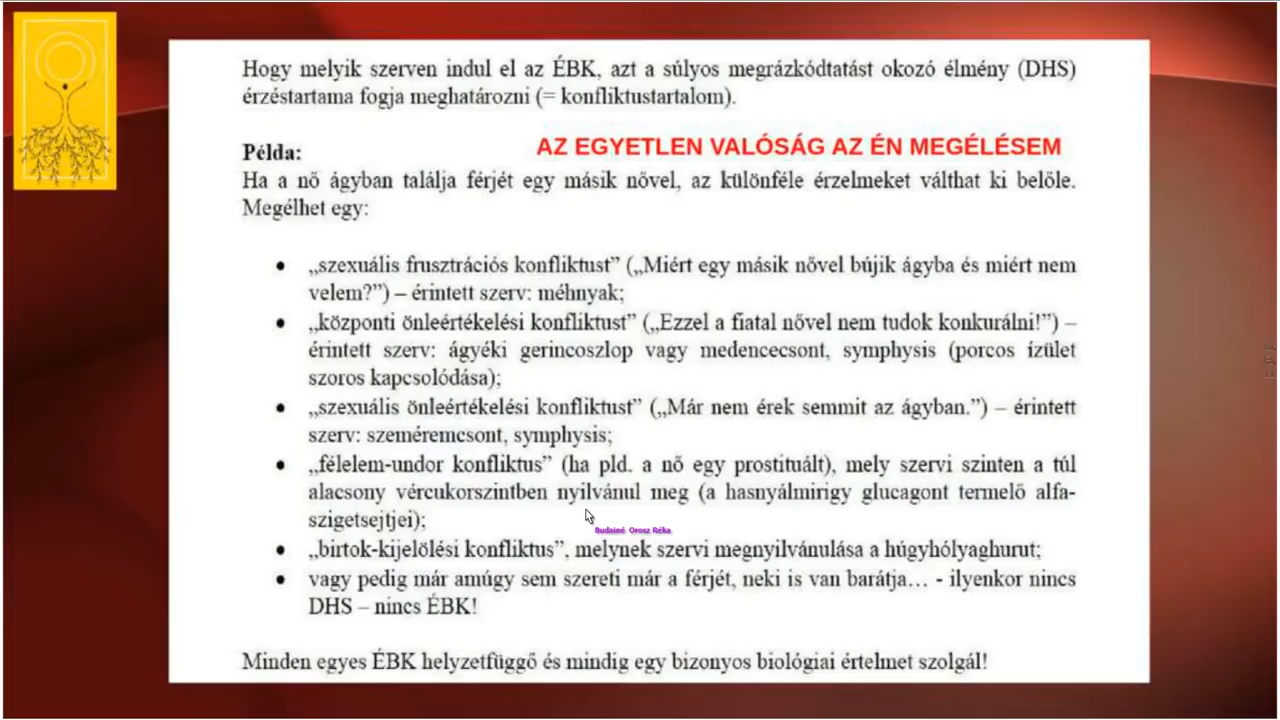 Hogy melyik szerven indul el az ÉBK, azt a súlyos megrázkódtatást okozó élmény (DHS)
érzéstartama fogja meghatározni (= konfliktustartalom).
AZ EGYETLEN VALÓSÁG AZ ÉN MEGÉLÉSEM
Példa:
Ha a nő ágyban találja férjét egy másik nővel, az különféle érzelmeket válthat ki belőle.
Megélhet egy:
• „szexuális frusztrációs konfliktust” („Miért egy másik nővel bújik ágyba és miért nem
velem?”) – érintett szerv: méhnyak;
• „központi önleértékelési konfliktust” („Ezzel a fiatal nővel nem tudok konkurálni!”) –
érintett szerv: ágyéki gerincoszlop vagy medencecsont, symphysis (porcos ízület
szoros kapcsolódása);
• „szexuális önleértékelési konfliktust” („Már nem érek semmit az ágyban.”) – érintett
szerv: szeméremcsont, symphysis;
• „félelem-undor konfliktus” (ha pld. a nő egy prostituált), mely szervi szinten a túl
alacsony vércukorszintben nyilvánul meg (a hasnyálmirigy glucagont termelő alfa-
szigetsejtjei);
Budainé Orosz Réka
• „birtok-kijelölési konfliktus”, melynek szervi megnyilvánulása a húgyhólyaghurut;
• vagy pedig már amúgy sem szereti már a férjét, neki is van barátja… - ilyenkor nincs
DHS – nincs ÉBK!
Minden egyes ÉBK helyzetfüggő és mindig egy bizonyos biológiai értelmet szolgál!